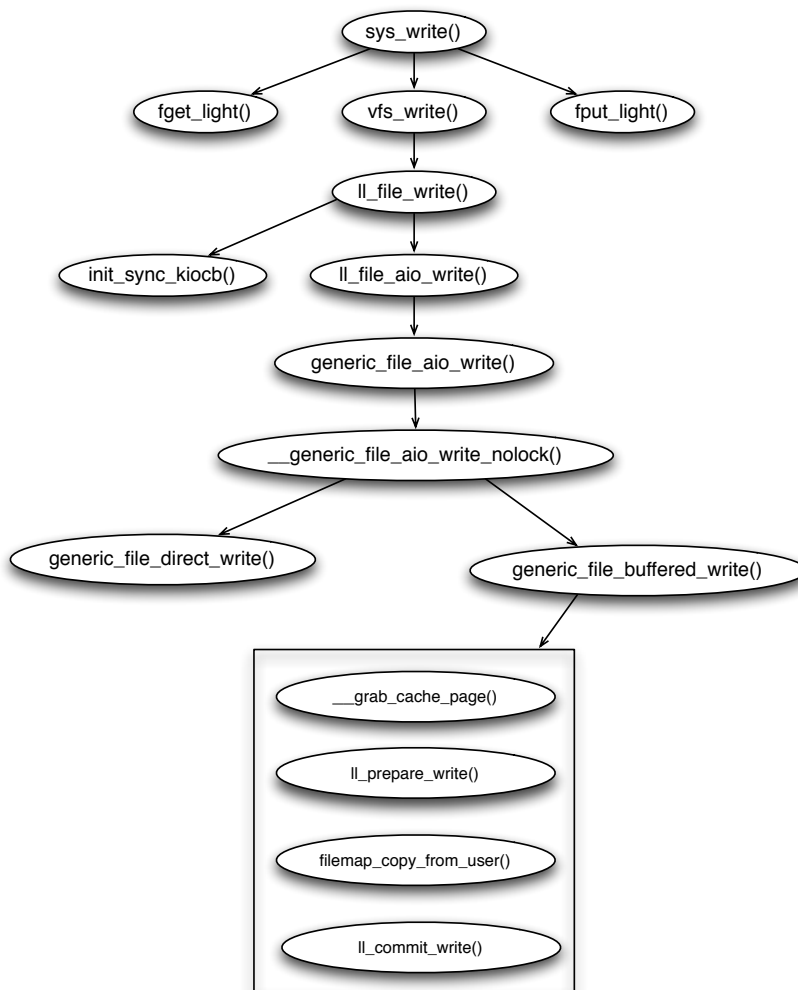 sys_write()
fget_light()
vfs_write()
fput_light()
ll_file_write()
init_sync_kiocb()
ll_file_aio_write()
generic_file_aio_write()
__generic_file_aio_write_nolock()
generic_file_direct_write()
generic_file_buffered_write()
__grab_cache_page()
ll_prepare_write()
filemap_copy_from_user()
ll_commit_write()